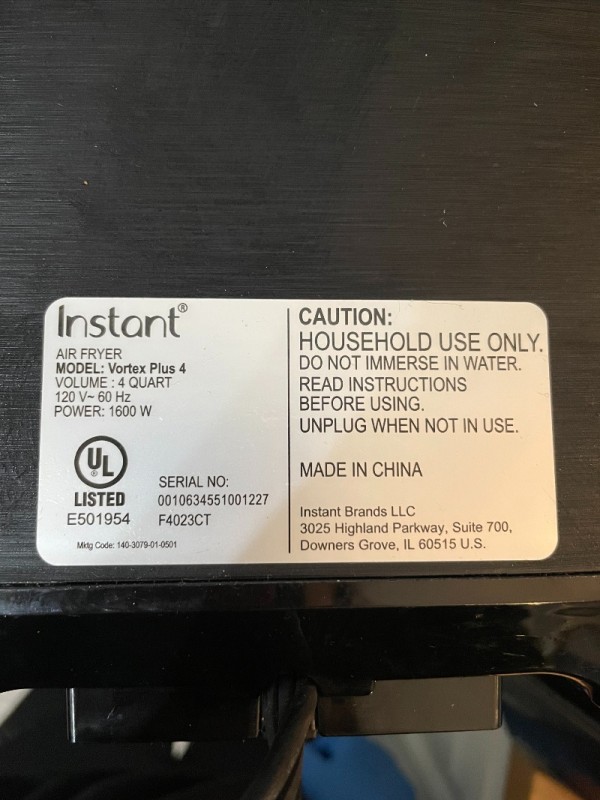 Instant®
AIR FRYER
MODEL: Vortex Plus 4
VOLUME : 4 QUART
120 V~ 60 Hz
POWER: 1600 W
UL
®
LISTED
E501954
SERIAL NO:
0010634551001227
F4023CT
Mktg Code: 140-3079-01-0501
CAUTION:
HOUSEHOLD USE ONLY.
DO NOT IMMERSE IN WATER.
READ INSTRUCTIONS
BEFORE USING.
UNPLUG WHEN NOT IN USE.
MADE IN CHINA
Instant Brands LLC
3025 Highland Parkway, Suite 700,
Downers Grove, IL 60515 U.S.